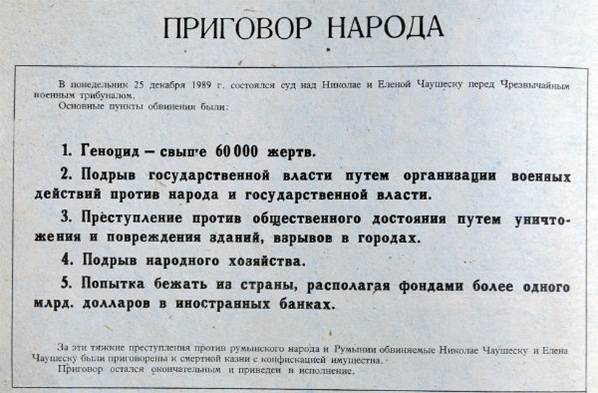 ПРИГОВОР НАРОДА
В понедельник 25 декабря 1989 г. состоялся суд над Николае и Еленой Чаушеску перед Чрезвычайным
военным трибуналом.
Основные пункты обвинения были:
1. Геноцид — свыше 60 000 жертв.
2. Подрыв государственной власти путем организации военных
действий против народа и государственной власти.
3. Преступление против общественного достояния путем уничто-
жения и повреждения зданий, взрывов в городах.
4. Подрыв народного хозяйства.
5. Попытка бежать из страны, располагая фондами более одного
млрд. долларов в иностранных банках.
За эти тяжкие преступления против румынского народа и Румынии обвиняемые Николае Чаушеску и Елена
Чаушеску были приговорены к смертной казни с конфискацией имущества.
Приговор остался окончательным и приведен в исполнение.